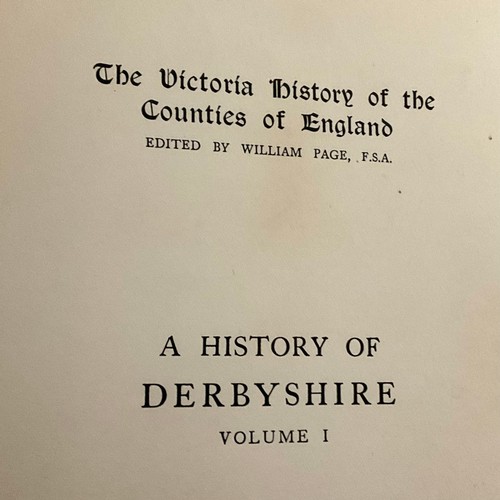 The Victoria History of the
Counties of England
EDITED BY WILLIAM PAGE, F.S.A.
A HISTORY OF
DERBYSHIRE
VOLUME I